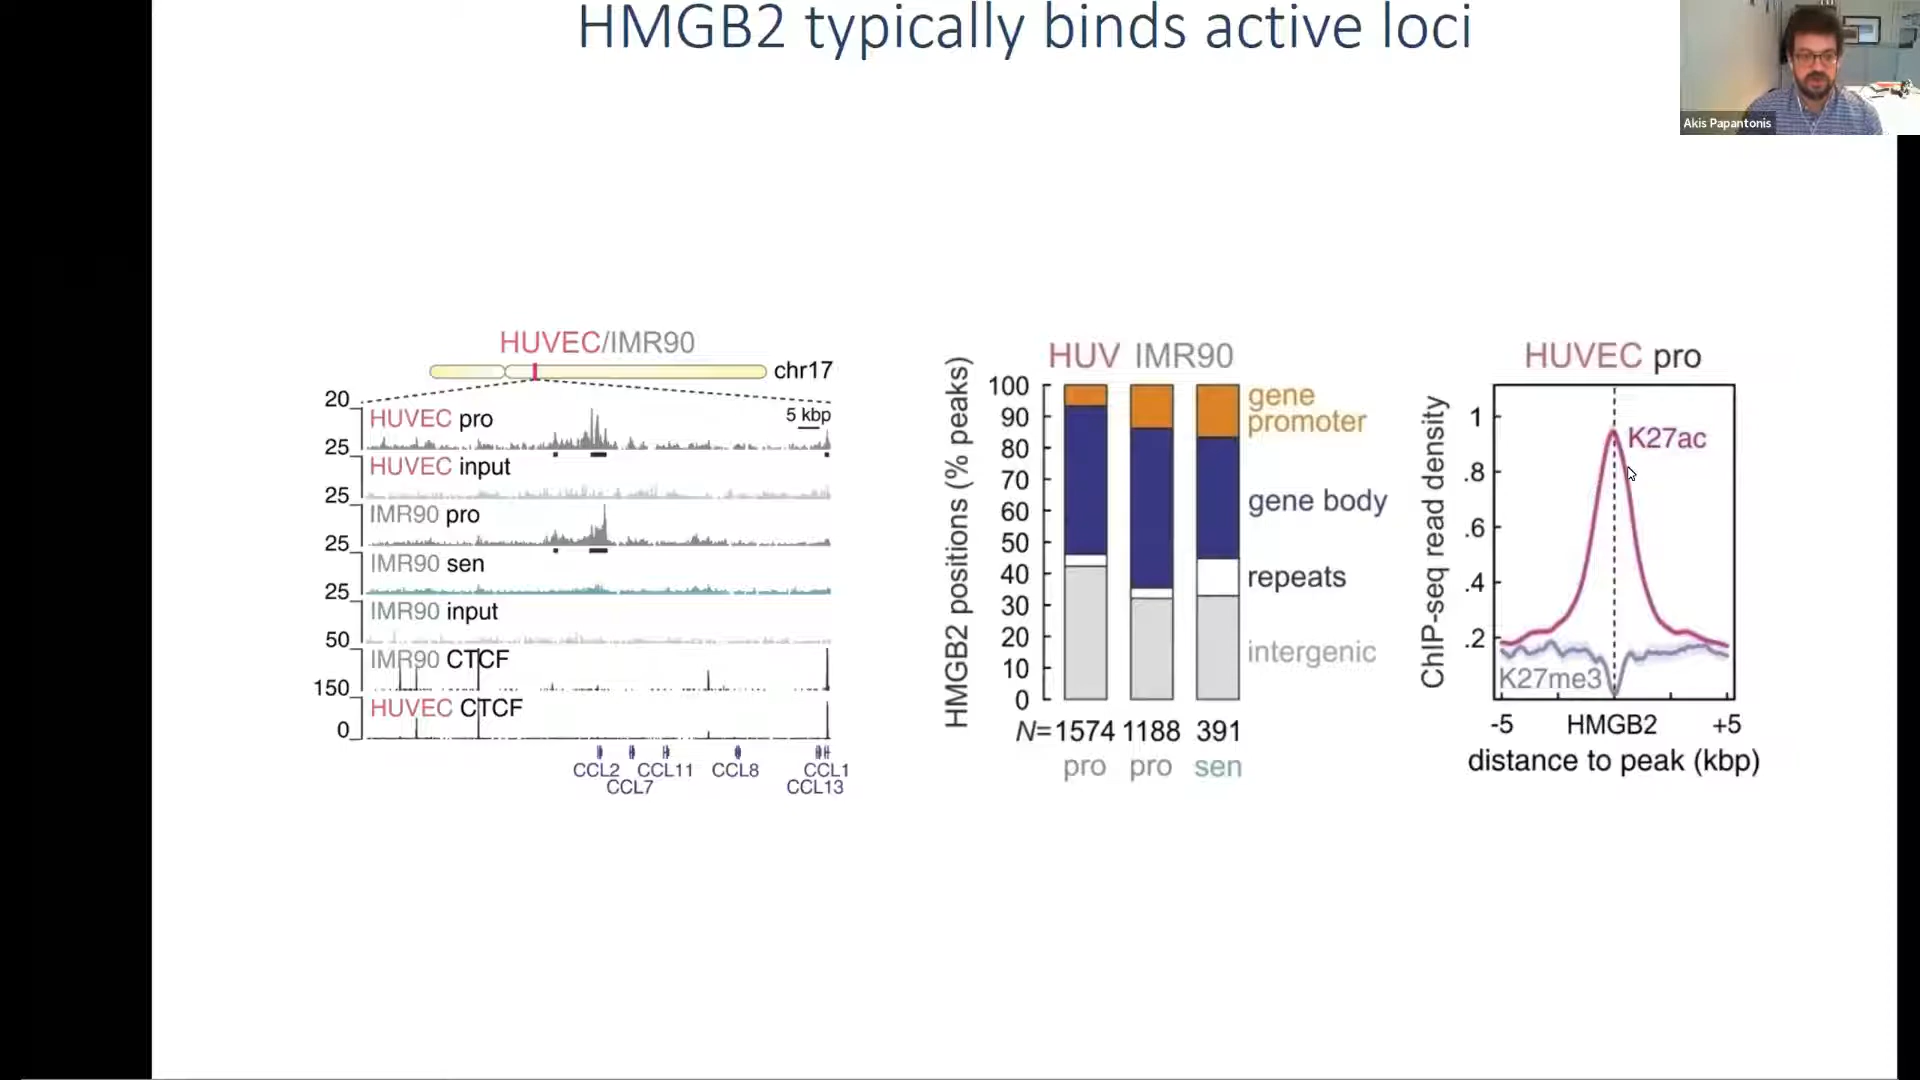 HMGB2 typically binds active loci
Akis Papantonis
HUVEC/IMR90
chr17
20
HUVEC pro
5 kbp
25
HUVEC input
25
IMR90 pro
25
IMR90 sen
25
IMR90 input
50
IMR90 CTCF
150
HUVEC CTCF
0
CCL2 CCL11 CCL8 CCL1
CCL7 CCL13
HUV IMR90
HMGB2 positions (% peaks)
100
90
80
70
60
50
40
30
20
10
0
gene
promoter
gene body
repeats
intergenic
N= 1574 1188 391
pro pro sen
HUVEC pro
ChIP-seq read density
1
.8
.6
.4
.2
K27ac
K27me3
-5 HMGB2 +5
distance to peak (kbp)